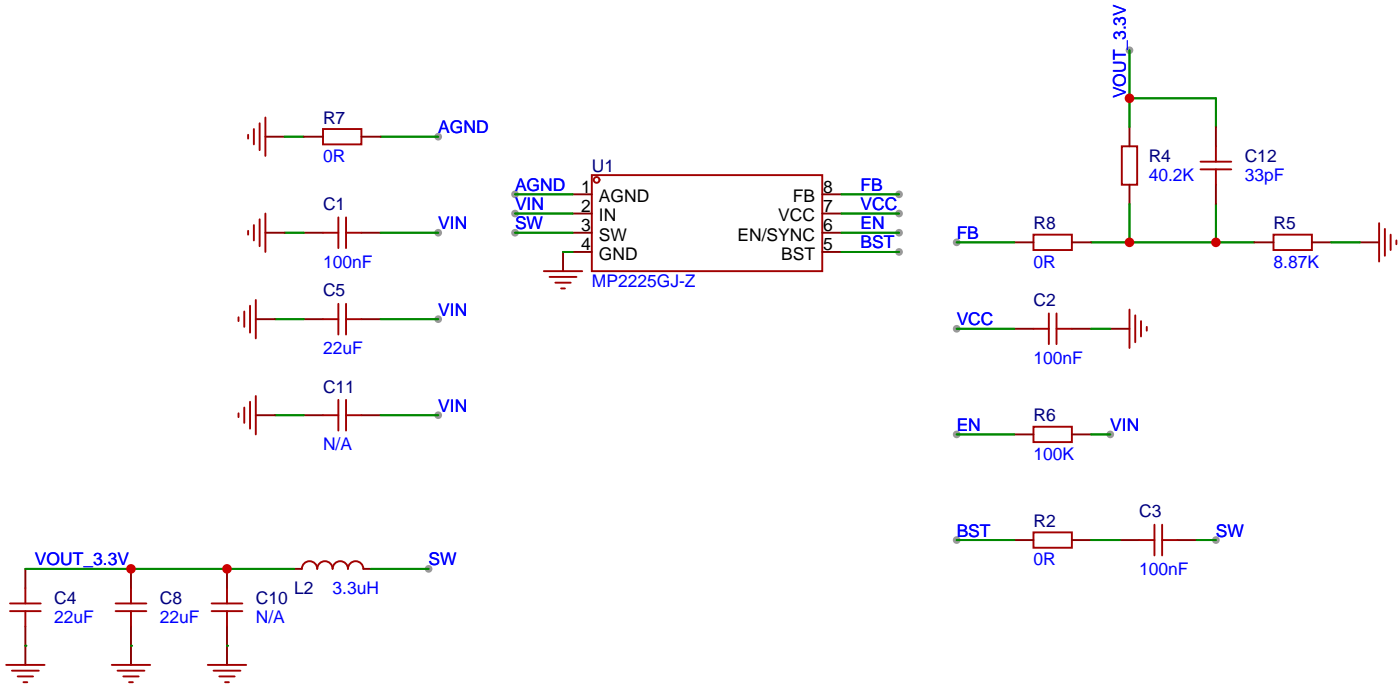 VOUT_3.3V
R7
AGND
0R
C1
VIN
100nF
C5
VIN
22uF
C11
VIN
N/A
U1
AGND
1
AGND
VIN
2
IN
SW
3
SW
4
GND
FB
8
FB
VCC
7
VCC
EN/SYNC
6
EN
BST
5
BST
MP2225GJ-Z
R4
40.2K
C12
33pF
FB
R8
0R
R5
8.87K
VCC
C2
100nF
EN
R6
VIN
100K
BST
R2
0R
C3
SW
100nF
VOUT_3.3V
SW
L2
3.3uH
C4
22uF
C8
22uF
C10
N/A